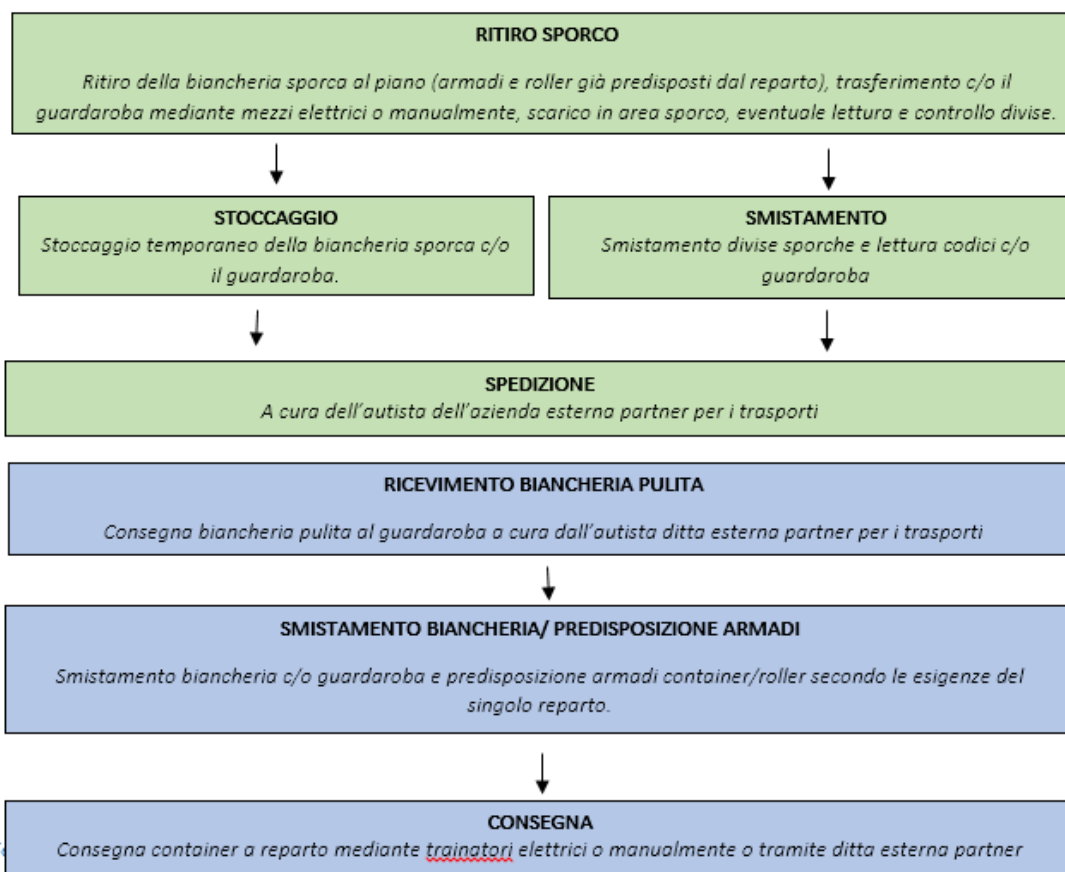 RITIRO SPORCO
Ritiro della biancheria sporca al piano (armadi e roller già predisposti dal reparto), trasferimento c/o il
guardaroba mediante mezzi elettrici o manualmente, scarico in area sporco, eventuale lettura e controllo divise.
STOCCAGGIO
Stoccaggio temporaneo della biancheria sporca c/o
il guardaroba.
SMISTAMENTO
Smistamento divise sporche e lettura codici c/o
guardaroba
SPEDIZIONE
A cura dell'autista dell'azienda esterna partner per i trasporti
RICEVIMENTO BIANCHERIA PULITA
Consegna biancheria pulita al guardaroba a cura dall'autista ditta esterna partner per i trasporti
SMISTAMENTO BIANCHERIA/ PREDISPOSIZIONE ARMADI
Smistamento biancheria c/o guardaroba e predisposizione armadi container/roller secondo le esigenze del
singolo reparto.
CONSEGNA
Consegna container a reparto mediante trainatori elettrici o manualmente o tramite ditta esterna partner